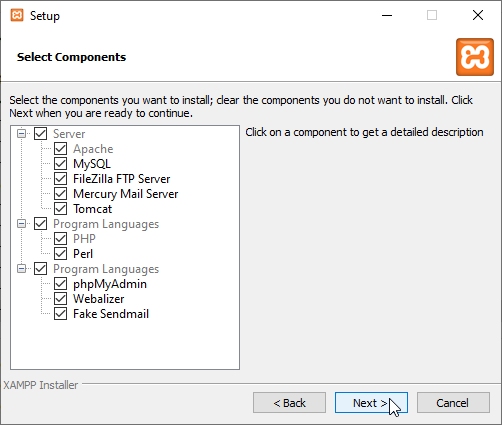 Setup
Select Components
Select the components you want to install; clear the components you do not want to install. Click
Next when you are ready to continue.
Server
Apache
MySQL
FileZilla FTP Server
Mercury Mail Server
Tomcat
Program Languages
PHP
Perl
Program Languages
phpMyAdmin
Webalizer
Fake Sendmail
Click on a component to get a detailed description
XAMPP Installer
< Back
Next >
Cancel